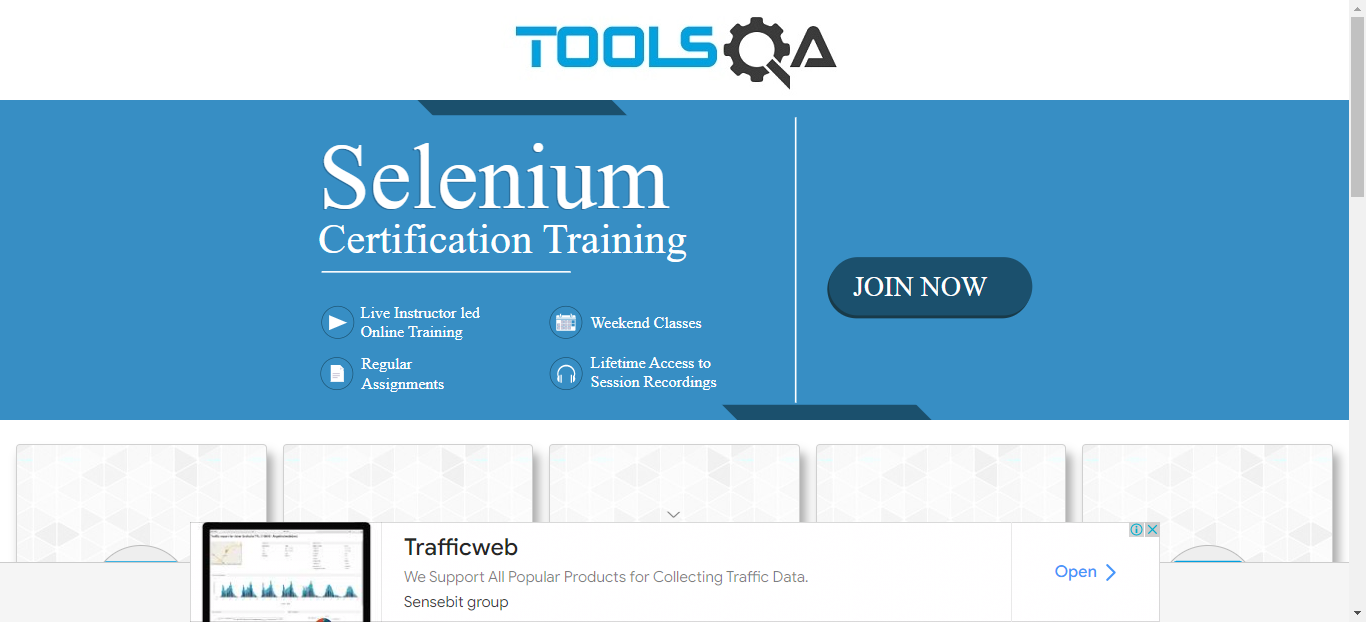 TOOLSQA
Selenium
Certification Training
Live Instructor led
Online Training
Weekend Classes
Regular
Assignments
Lifetime Access to
Session Recordings
JOIN NOW
Trafficweb
We Support All Popular Products for Collecting Traffic Data.
Sensebit group
Open